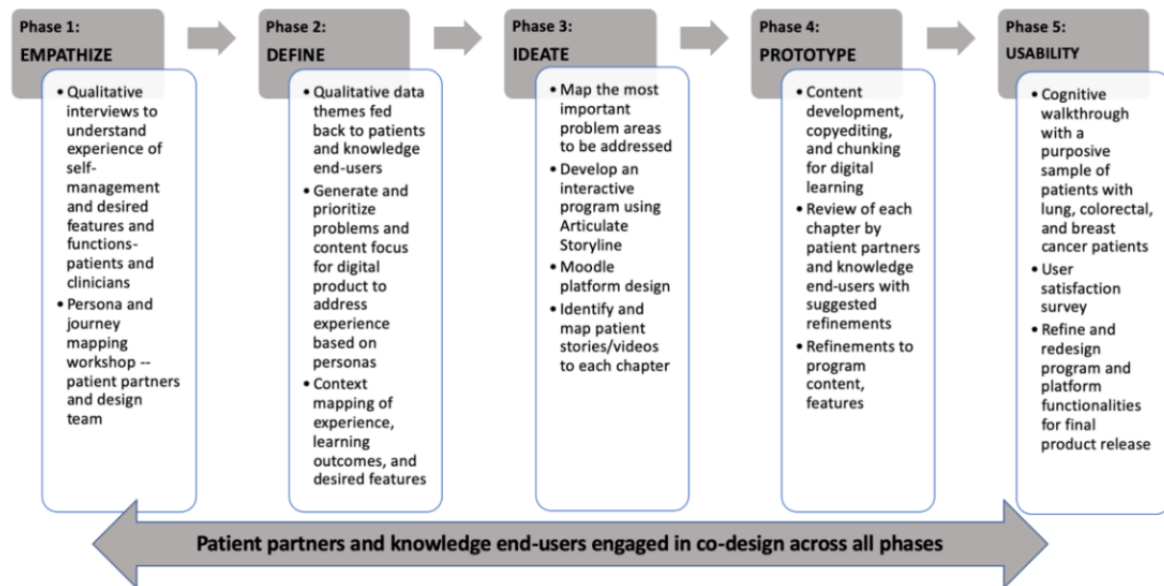 Phase 1:
EMPATHIZE
• Qualitative
interviews to
understand
experience of
self-
management
and desired
features and
functions-
patients and
clinicians
• Persona and
journey
mapping
workshop --
patient partners
and design
team
Phase 2:
DEFINE
• Qualitative data
themes fed
back to patients
and knowledge
end-users
• Generate and
prioritize
problems and
content focus
for digital
product to
address
experience
based on
personas
• Context
mapping of
experience,
learning
outcomes, and
desired features
Phase 3:
IDEATE
• Map the most
important
problem areas
to be addressed
• Develop an
interactive
program using
Articulate
Storyline
• Moodle
platform design
• Identify and
map patient
stories/videos
to each chapter
Phase 4:
PROTOTYPE
• Content
development,
copyediting,
and chunking
for digital
learning
• Review of each
chapter by
patient partners
and knowledge
end-users with
suggested
refinements
• Refinements to
program
content,
features
Phase 5:
USABILITY
• Cognitive
walkthrough
with a
purposive
sample of
patients with
lung, colorectal,
and breast
cancer patients
• User
satisfaction
survey
• Refine and
redesign
program and
platform
functionalities
for final
product release
Patient partners and knowledge end-users engaged in co-design across all phases